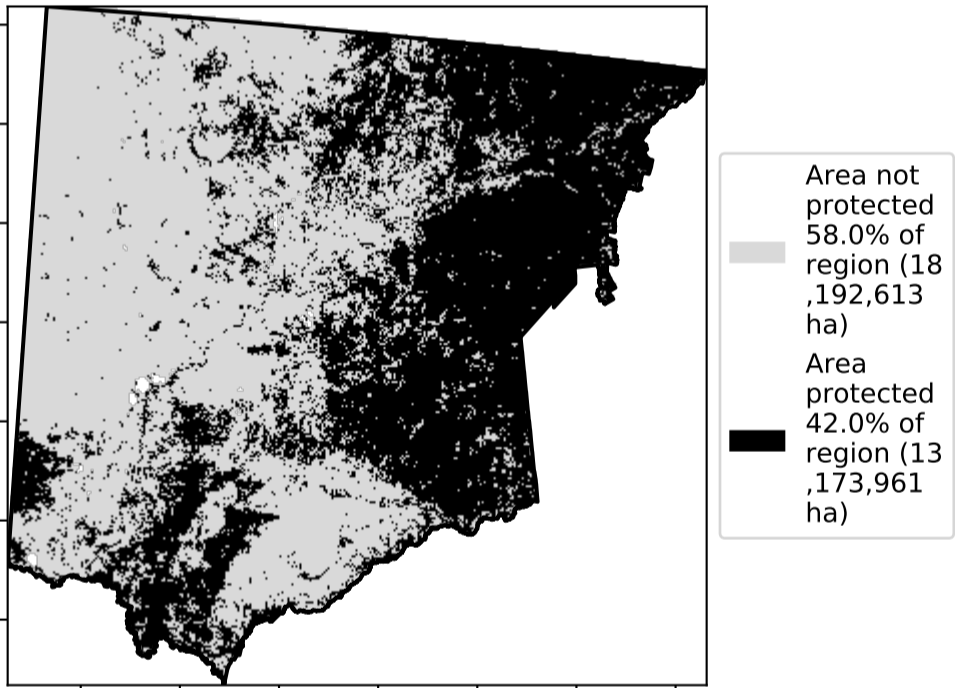 Area not
protected
58.0% of
region (18
,192,613
ha)
Area
protected
42.0% of
region (13
,173,961
ha)